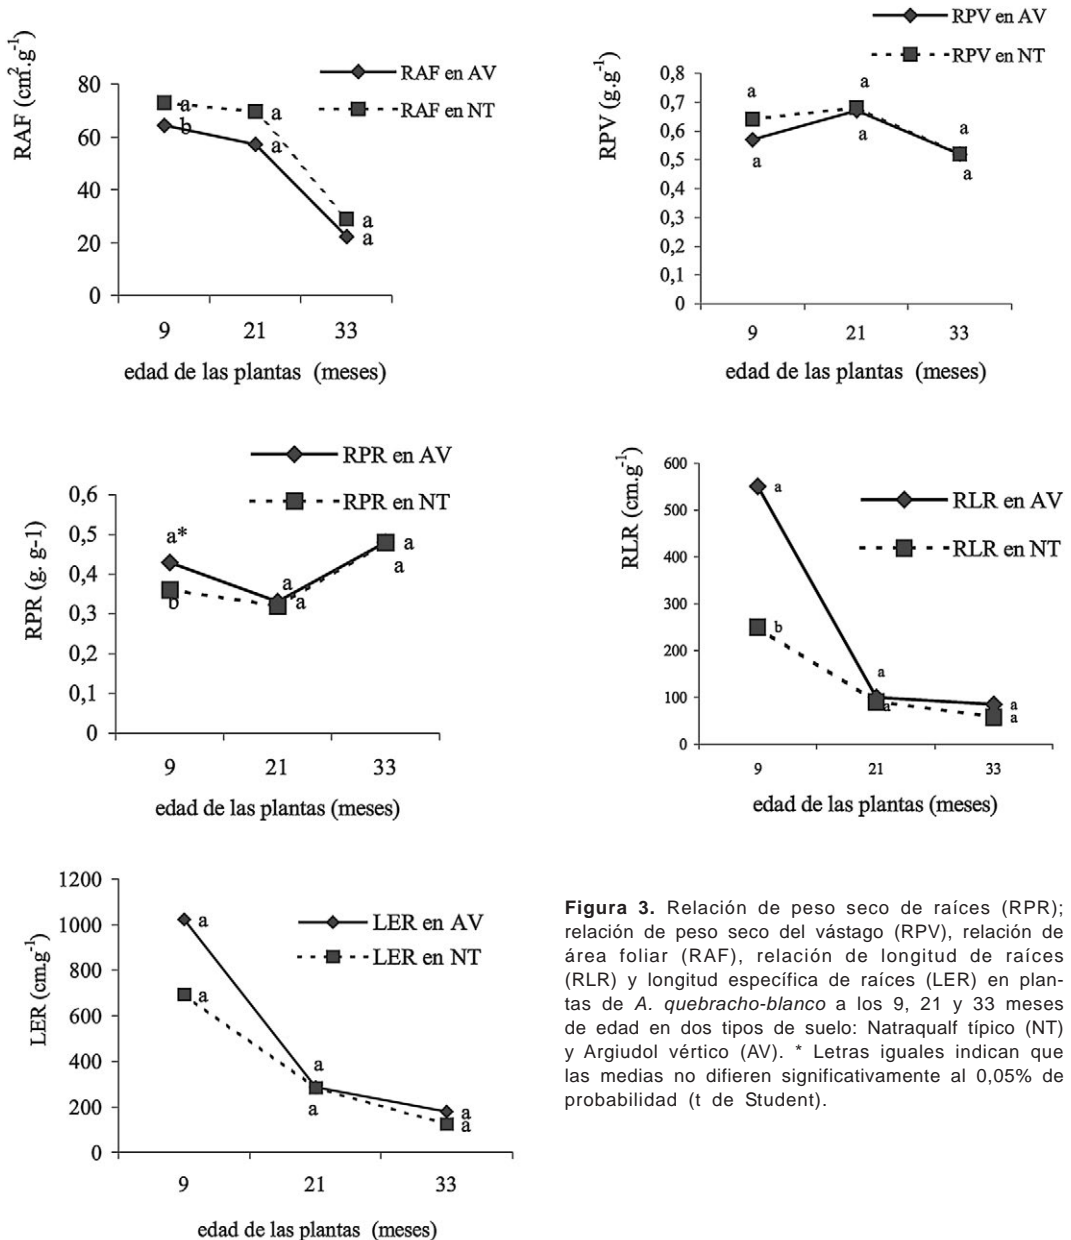 RAF (cm².g⁻¹)
RAF en AV
RAF en NT
80
60
40
20
0
a
b
a
a
a
a
9 21 33
edad de las plantas (meses)
RPV (g.g⁻¹)
RPV en AV
RPV en NT
0,8
0,7
0,6
0,5
0,4
0,3
0,2
0,1
0
a
a
a
a
a
a
9 21 33
edad de las plantas (meses)
RPR (g. g-1)
RPR en AV
RPR en NT
0,6
0,5
0,4
0,3
0,2
0,1
0
a*
b
a
a
a
a
9 21 33
edad de las plantas (meses)
RLR (cm.g⁻¹)
RLR en AV
RLR en NT
600
500
400
300
200
100
0
a
b
a
a
a
a
9 21 33
edad de las plantas (meses)
LER (cm.g⁻¹)
LER en AV
LER en NT
1200
1000
800
600
400
200
0
a
a
a
a
a
a
9 21 33
edad de las plantas (meses)
Figura 3. Relación de peso seco de raíces (RPR);
relación de peso seco del vástago (RPV), relación de
área foliar (RAF), relación de longitud de raíces
(RLR) y longitud específica de raíces (LER) en plan-
tas de A. quebracho-blanco a los 9, 21 y 33 meses
de edad en dos tipos de suelo: Natraqualf típico (NT)
y Argiudol vértico (AV). * Letras iguales indican que
las medias no difieren significativamente al 0,05% de
probabilidad (t de Student).